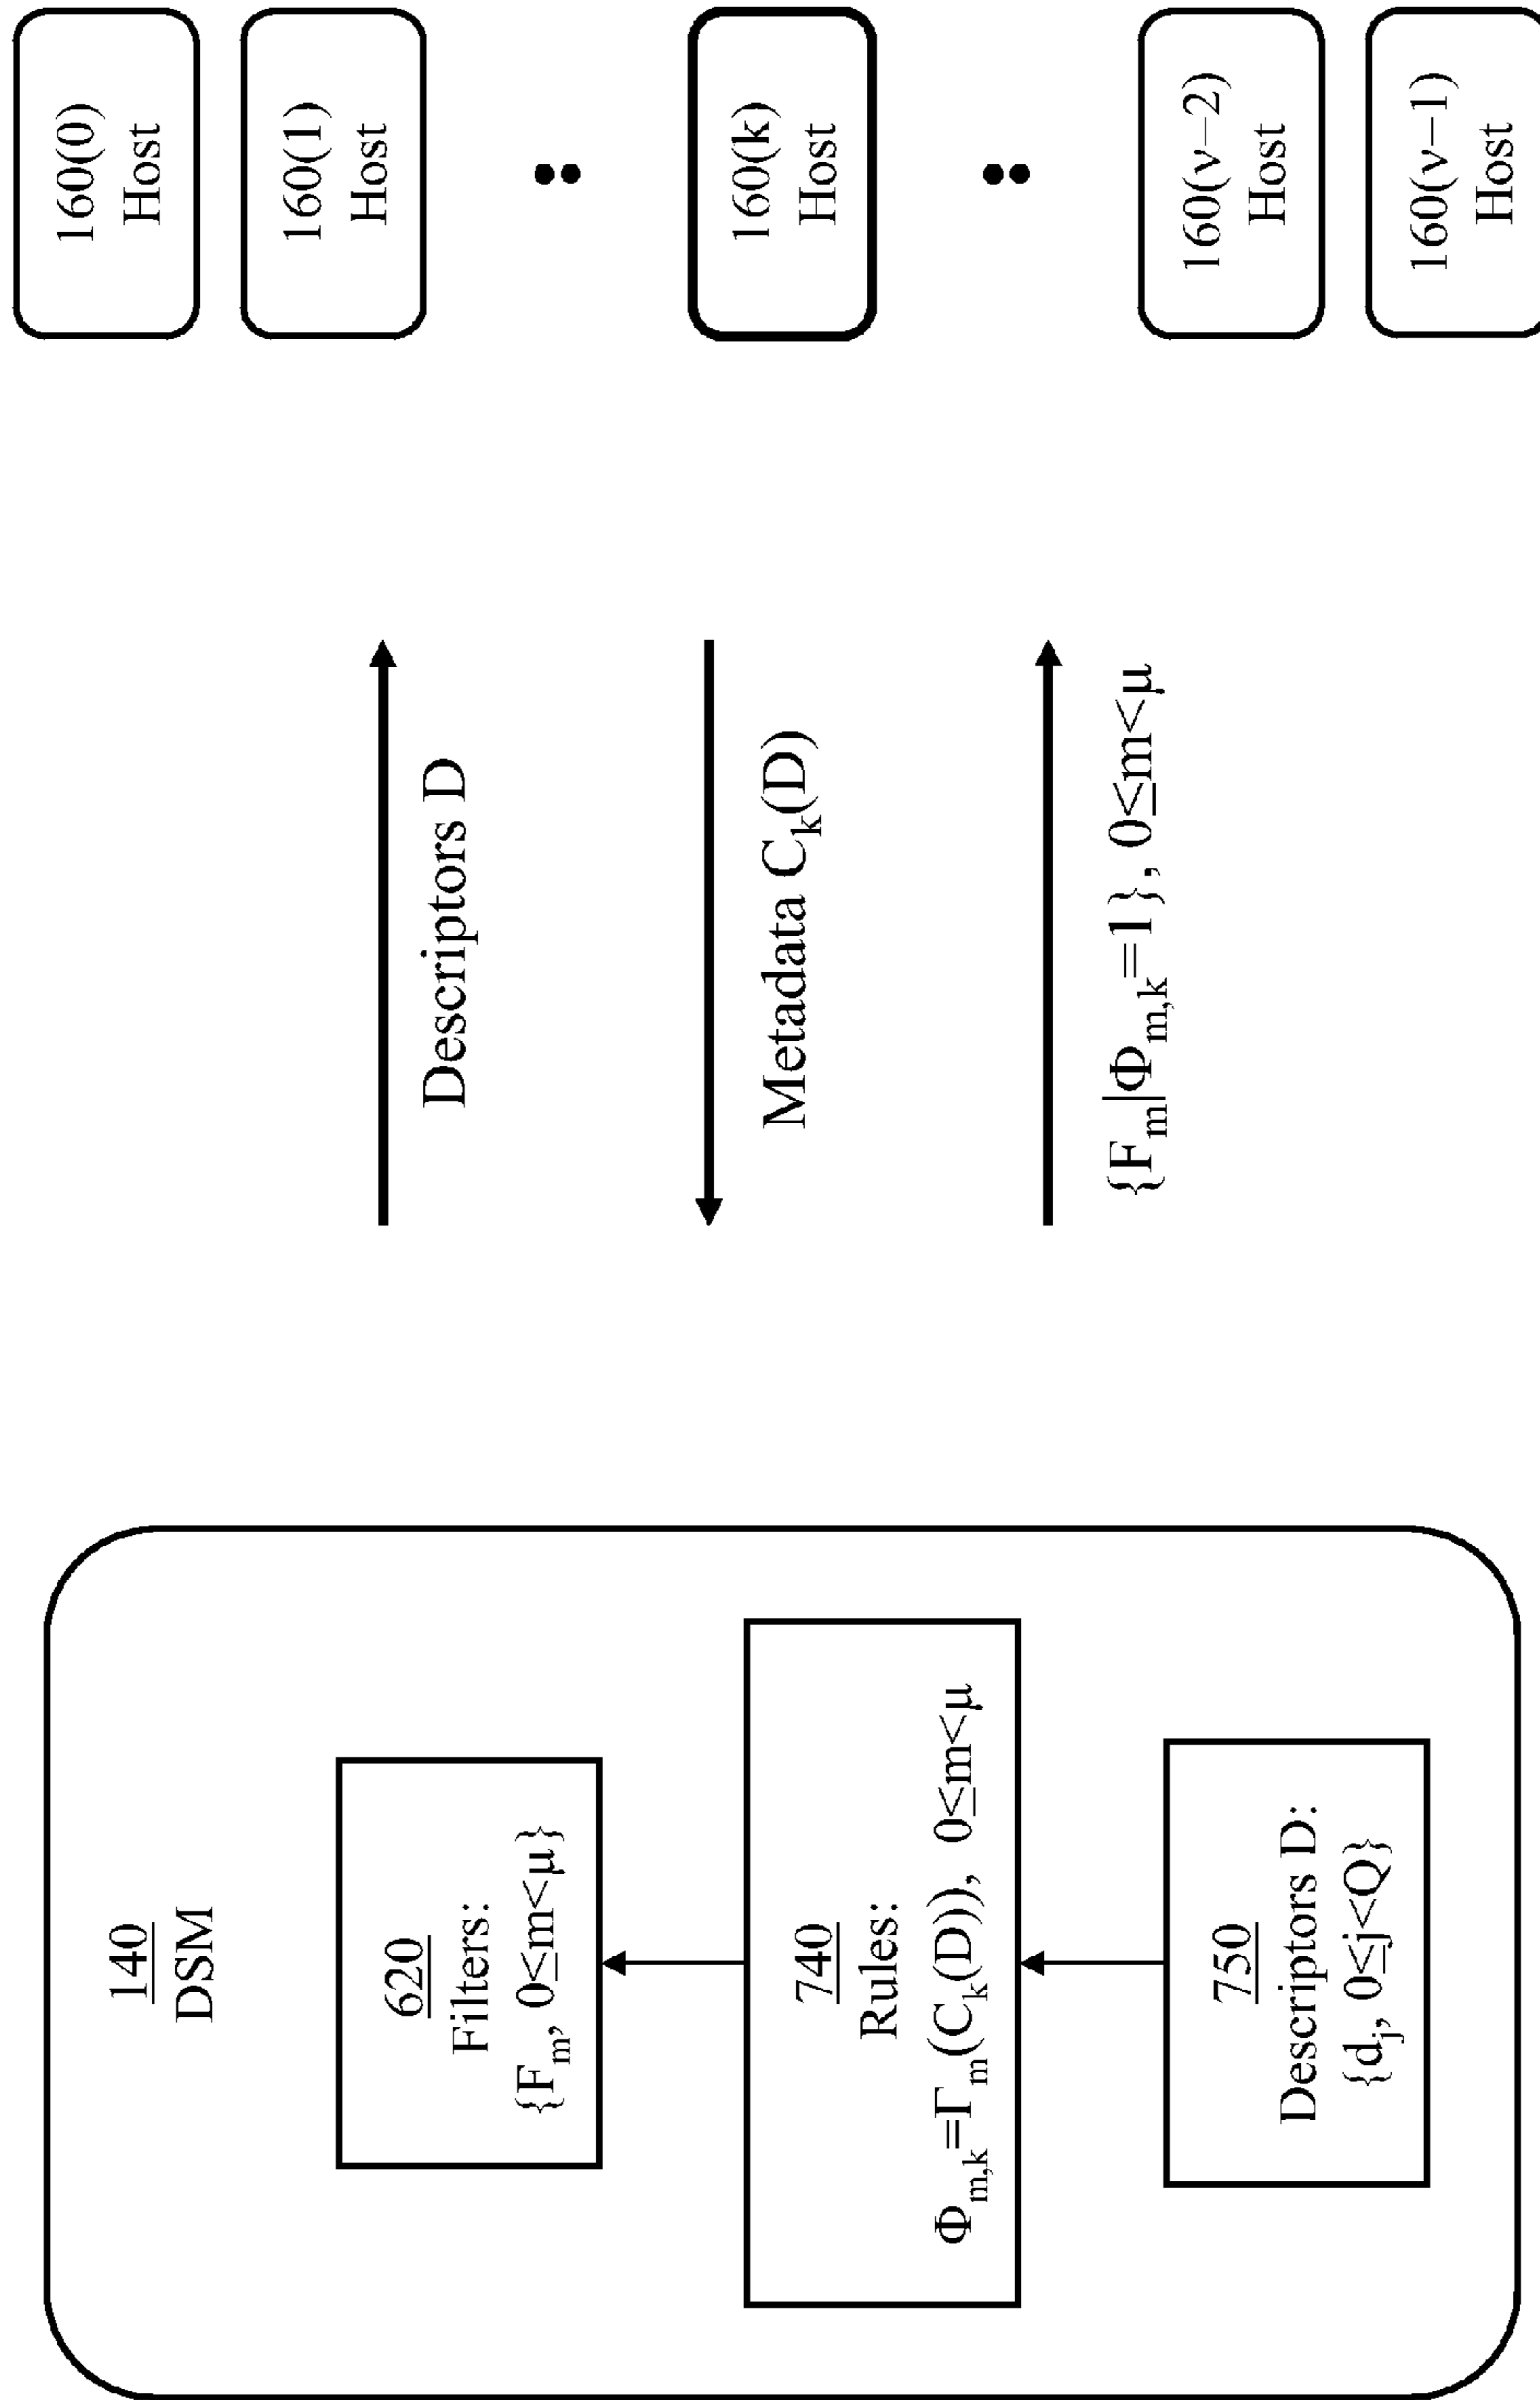 140
DSM
620
Filters:
{F_m, 0≤m<μ}
740
Rules:
Φ_m,k=Γ_m(C_k(D)), 0≤m<μ
750
Descriptors D:
{d_j, 0≤j<Q}
Descriptors D
Metadata C_k(D)
{F_m|Φ_m,k=1}, 0≤m<μ
160(0)
Host
160(1)
Host
160(k)
Host
160(ν–2)
Host
160(ν–1)
Host